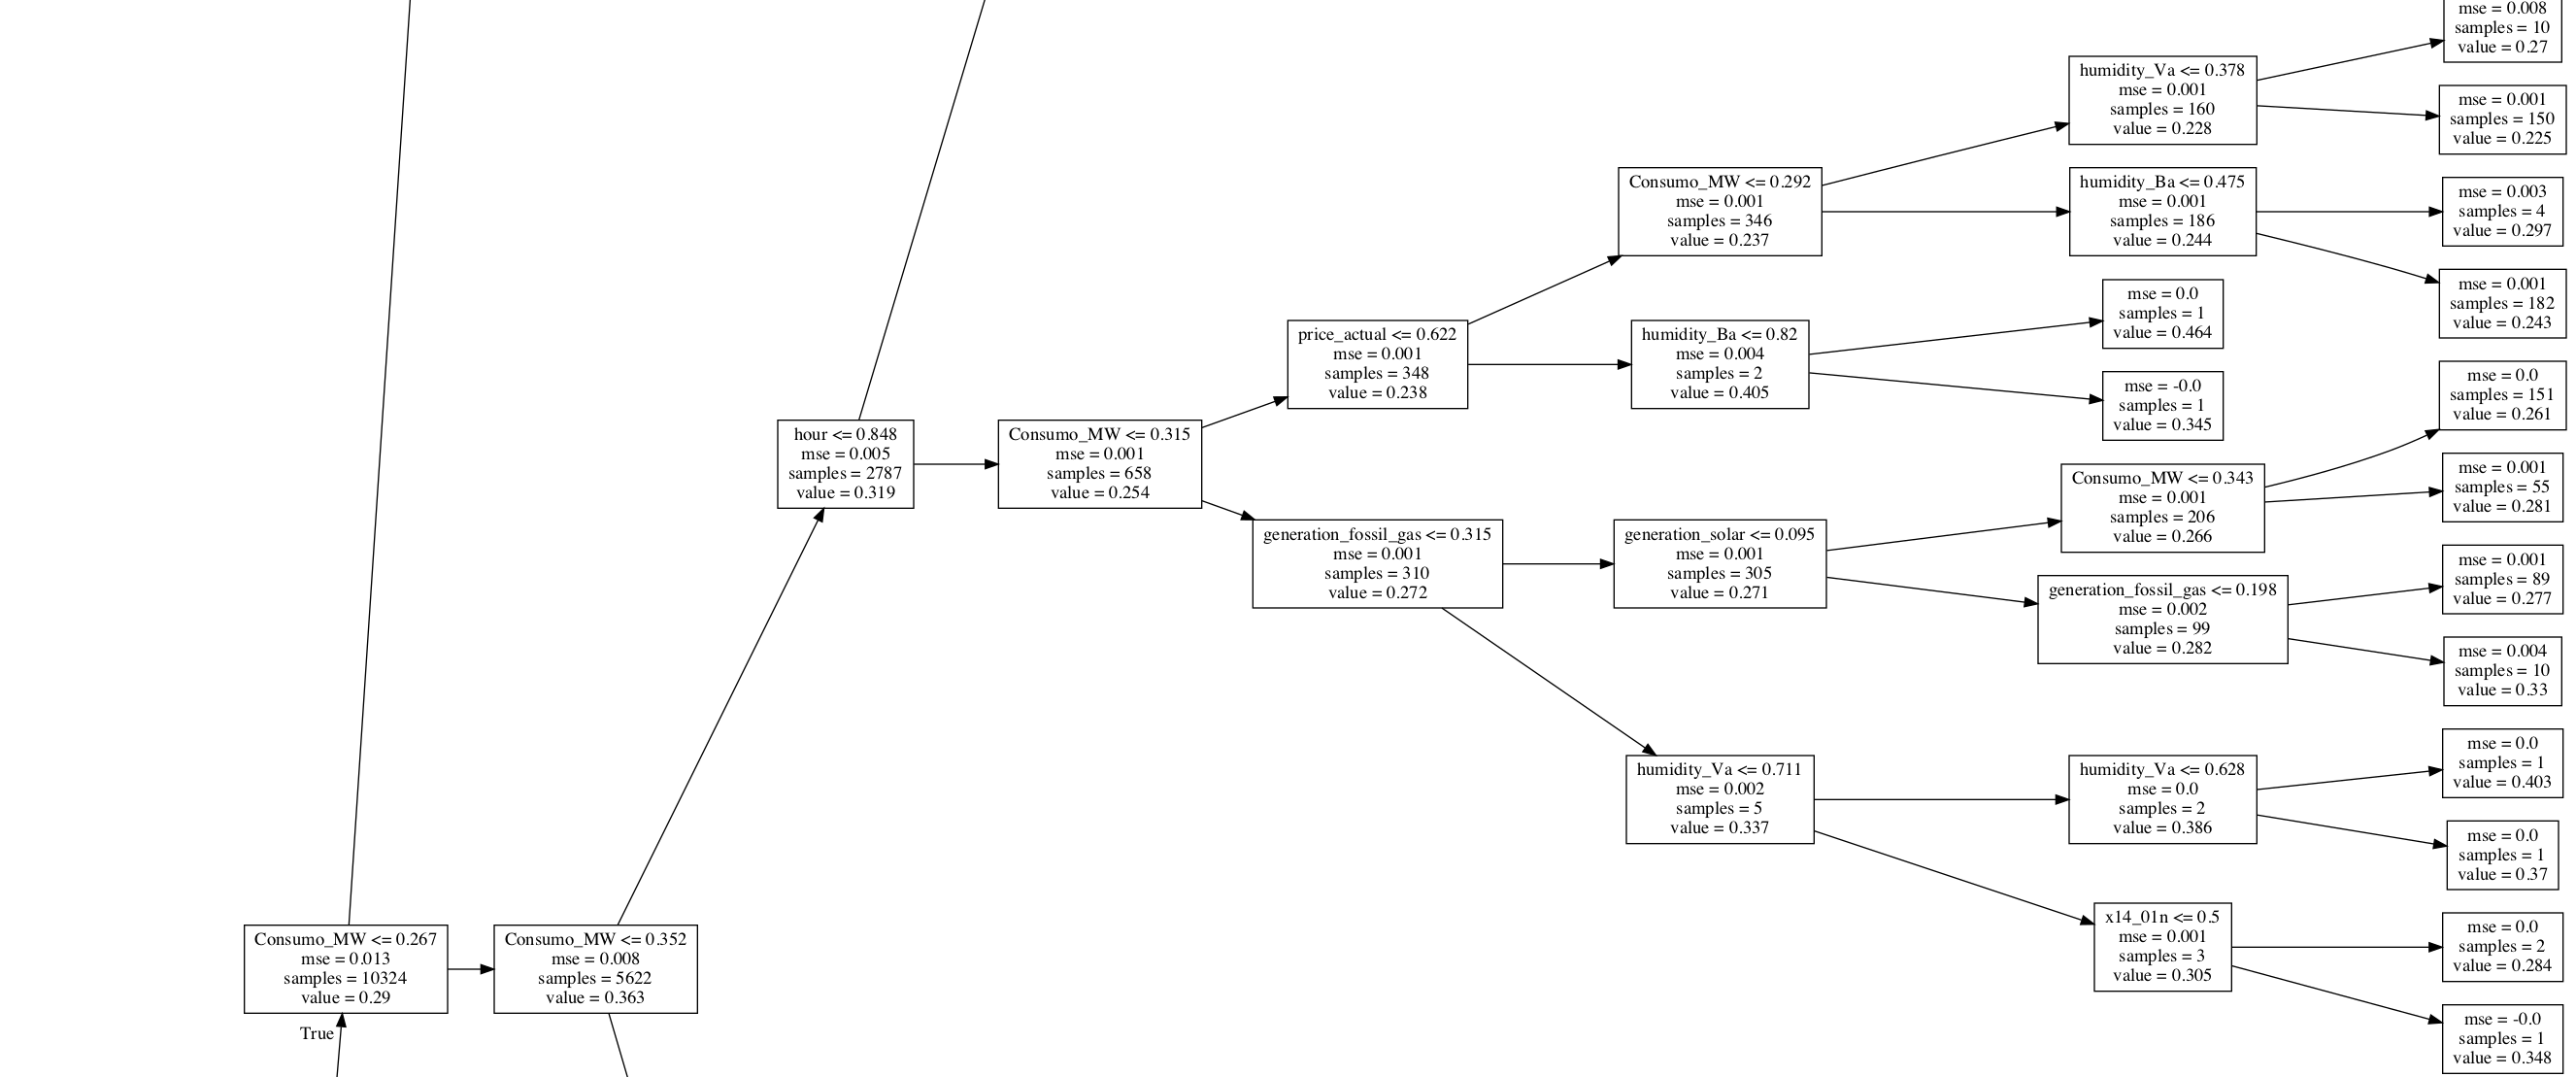 mse = 0.008
samples = 10
value = 0.27
humidity_Va <= 0.378
mse = 0.001
samples = 160
value = 0.228
mse = 0.001
samples = 150
value = 0.225
Consumo_MW <= 0.292
mse = 0.001
samples = 346
value = 0.237
humidity_Ba <= 0.475
mse = 0.001
samples = 186
value = 0.244
mse = 0.003
samples = 4
value = 0.297
mse = 0.001
samples = 182
value = 0.243
mse = 0.0
samples = 1
value = 0.464
price_actual <= 0.622
mse = 0.001
samples = 348
value = 0.238
humidity_Ba <= 0.82
mse = 0.004
samples = 2
value = 0.405
mse = -0.0
samples = 1
value = 0.345
mse = 0.0
samples = 151
value = 0.261
hour <= 0.848
mse = 0.005
samples = 2787
value = 0.319
Consumo_MW <= 0.315
mse = 0.001
samples = 658
value = 0.254
Consumo_MW <= 0.343
mse = 0.001
samples = 206
value = 0.266
mse = 0.001
samples = 55
value = 0.281
generation_fossil_gas <= 0.315
mse = 0.001
samples = 310
value = 0.272
generation_solar <= 0.095
mse = 0.001
samples = 305
value = 0.271
generation_fossil_gas <= 0.198
mse = 0.002
samples = 99
value = 0.282
mse = 0.001
samples = 89
value = 0.277
mse = 0.004
samples = 10
value = 0.33
humidity_Va <= 0.711
mse = 0.002
samples = 5
value = 0.337
humidity_Va <= 0.628
mse = 0.0
samples = 2
value = 0.386
mse = 0.0
samples = 1
value = 0.403
mse = 0.0
samples = 1
value = 0.37
x14_01n <= 0.5
mse = 0.001
samples = 3
value = 0.305
mse = 0.0
samples = 2
value = 0.284
mse = -0.0
samples = 1
value = 0.348
Consumo_MW <= 0.267
mse = 0.013
samples = 10324
value = 0.29
Consumo_MW <= 0.352
mse = 0.008
samples = 5622
value = 0.363
True